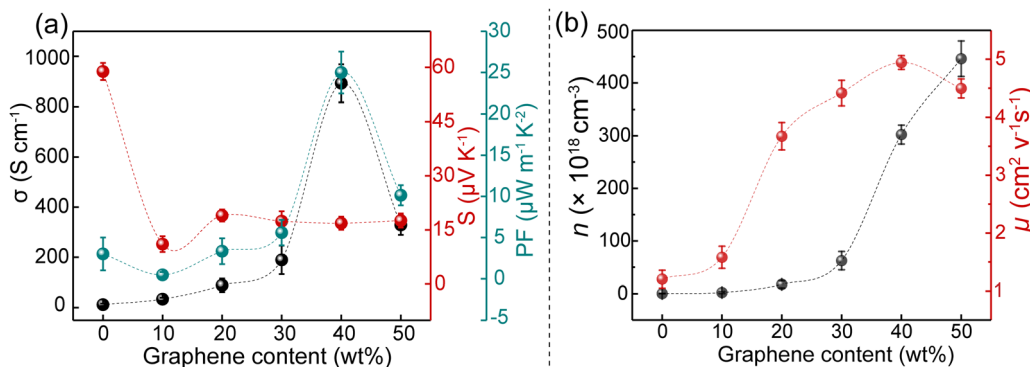 (a)
1000
800
600
400
200
0
σ (S cm⁻¹)
0 10 20 30 40 50
Graphene content (wt%)
60
45
30
15
0
S (µV K⁻¹)
30
25
20
15
10
5
0
-5
PF (µW m⁻¹ K⁻²)
(b)
500
400
300
200
100
0
n (× 10¹⁸ cm⁻³)
0 10 20 30 40 50
Graphene content (wt%)
5
4
3
2
1
µ (cm² v⁻¹s⁻¹)